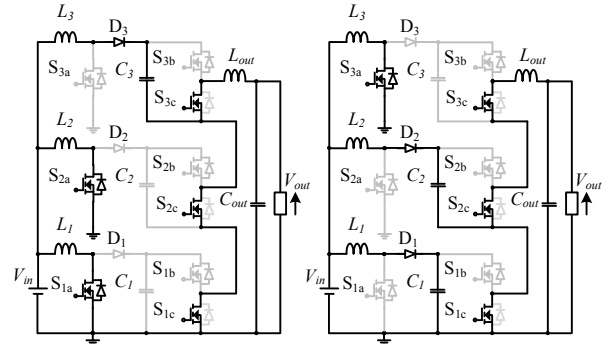 L3 D3
S3a C3 S3b Lout
S3c
L2 D2
S2a C2 S2b
S2c Cout Vout
L1 D1
Vin S1a C1 S1b
S1c
L3 D3
S3a C3 S3b Lout
S3c
L2 D2
S2a C2 S2b
S2c Cout Vout
L1 D1
Vin S1a C1 S1b
S1c